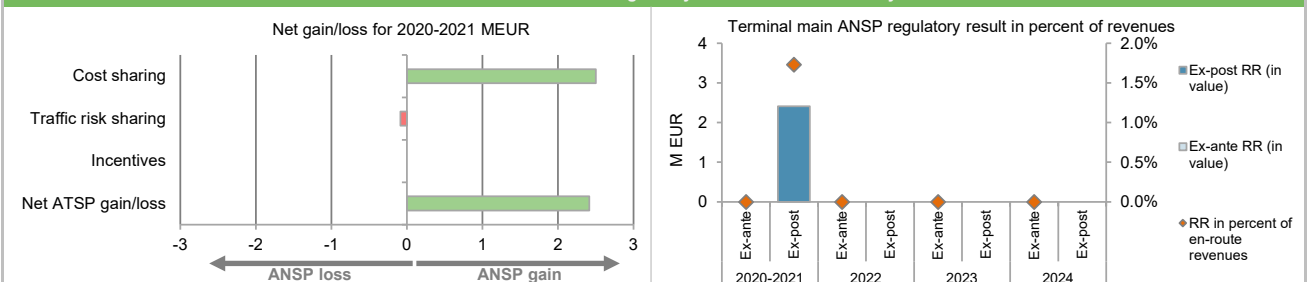 Net gain/loss for 2020-2021 MEUR
Cost sharing
Traffic risk sharing
Incentives
Net ATSP gain/loss
-3 -2 -1 0 1 2 3
ANSP loss ANSP gain
Terminal main ANSP regulatory result in percent of revenues
4 2.0%
3 1.5%
2 1.0%
1 0.5%
0 0.0%
M EUR
Ex-ante Ex-post Ex-ante Ex-post Ex-ante Ex-post Ex-ante Ex-post
2020-2021 2022 2023 2024
Ex-post RR (in
value)
Ex-ante RR (in
value)
RR in percent of
en-route
revenues